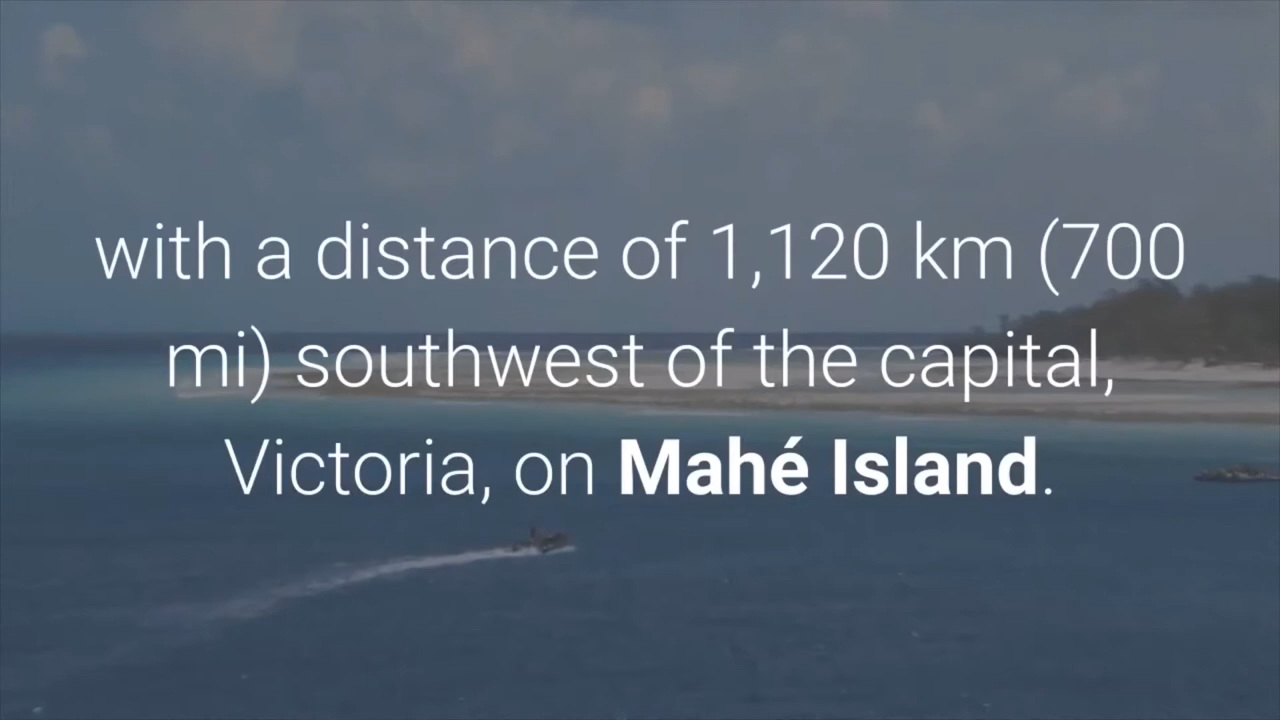 with a distance of 1,120 km (700
mi) southwest of the capital,
Victoria, on Mahé Island.